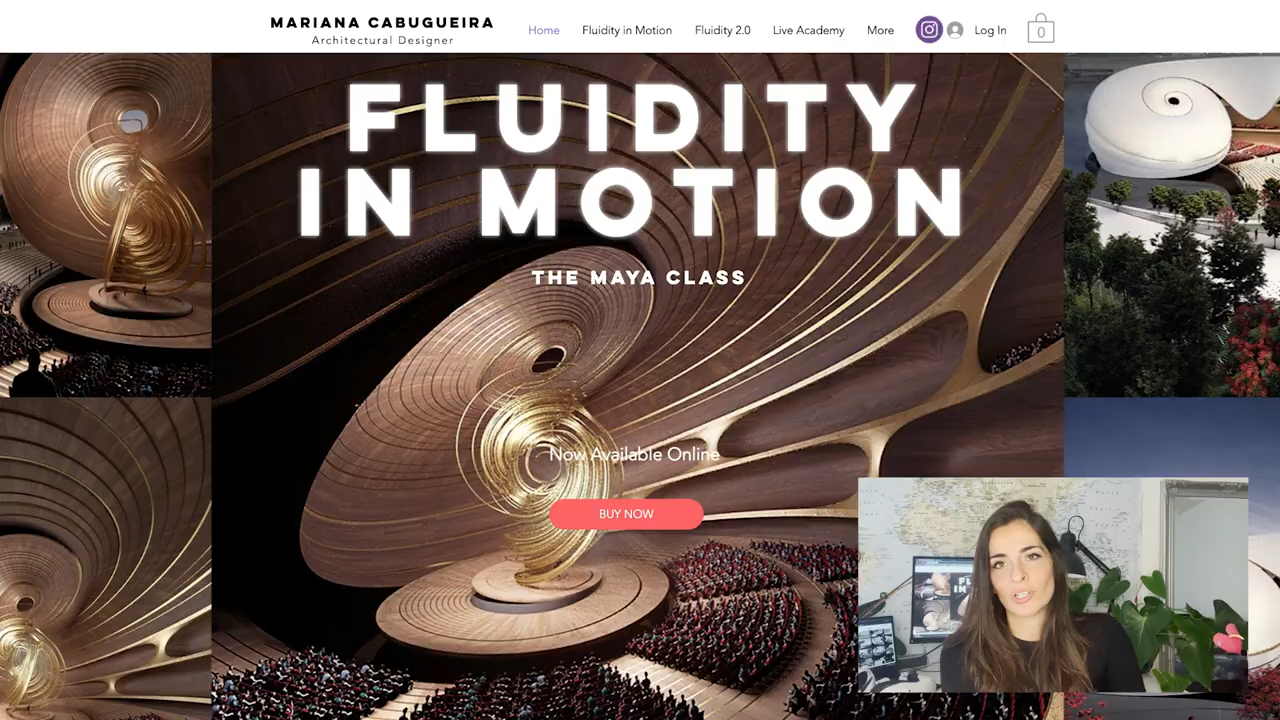 MARIANA CABUGUEIRA
Architectural Designer
Home
Fluidity in Motion
Fluidity 2.0
Live Academy
More
Log In
0
FLUIDITY
IN MOTION
THE MAYA CLASS
Now Available Online
BUY NOW